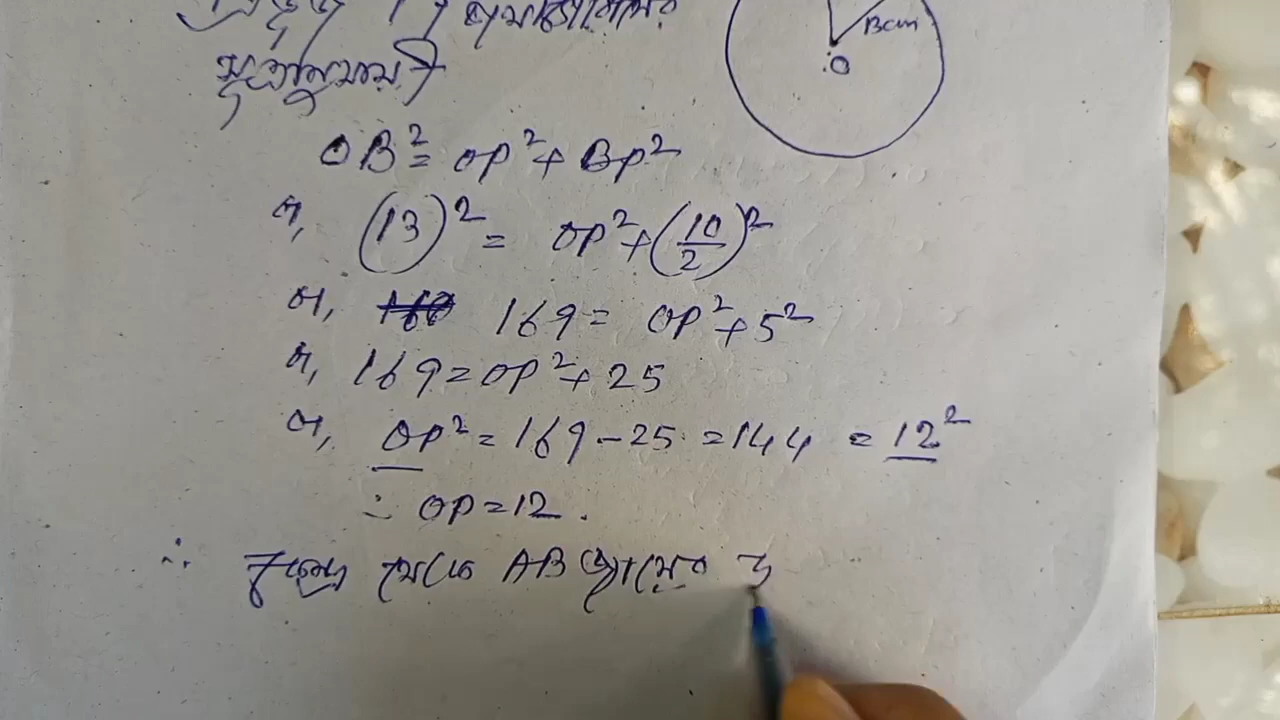 13cm
O
সূত্রানুসারে
OB² = OP² + BP²
বা, (13)² = OP² + (10/2)²
বা, 169 = OP² + 5²
বা, 169 = OP² + 25
বা, OP² = 169 - 25 = 144 = 12²
∴ OP = 12.
∴ কেন্দ্র থেকে AB জ্যা এর